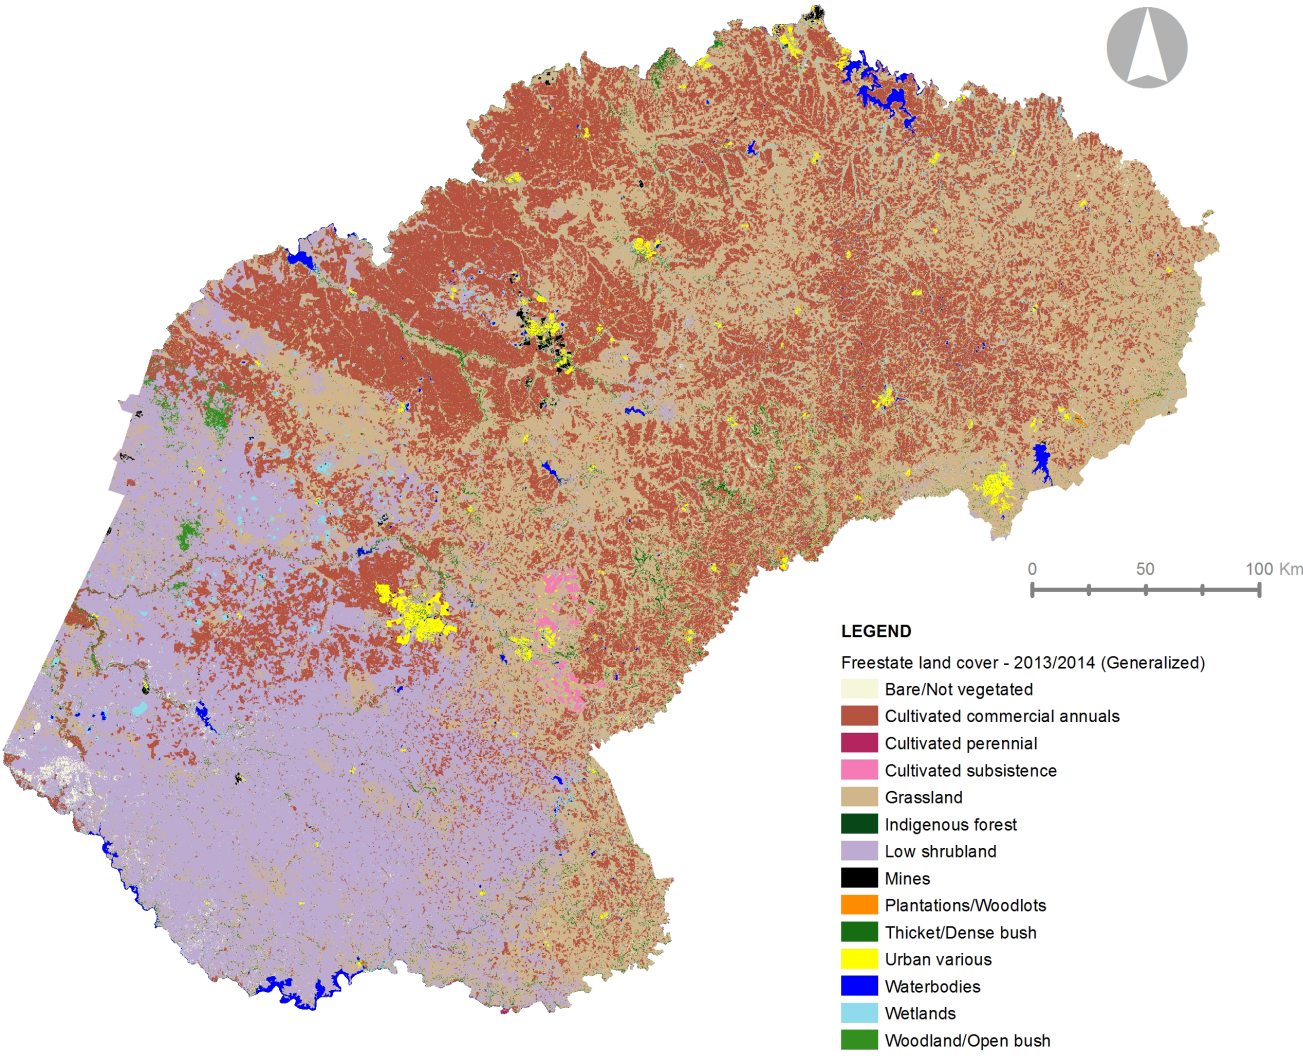 0 50 100 Km
LEGEND
Freestate land cover - 2013/2014 (Generalized)
Bare/Not vegetated
Cultivated commercial annuals
Cultivated perennial
Cultivated subsistence
Grassland
Indigenous forest
Low shrubland
Mines
Plantations/Woodlots
Thicket/Dense bush
Urban various
Waterbodies
Wetlands
Woodland/Open bush